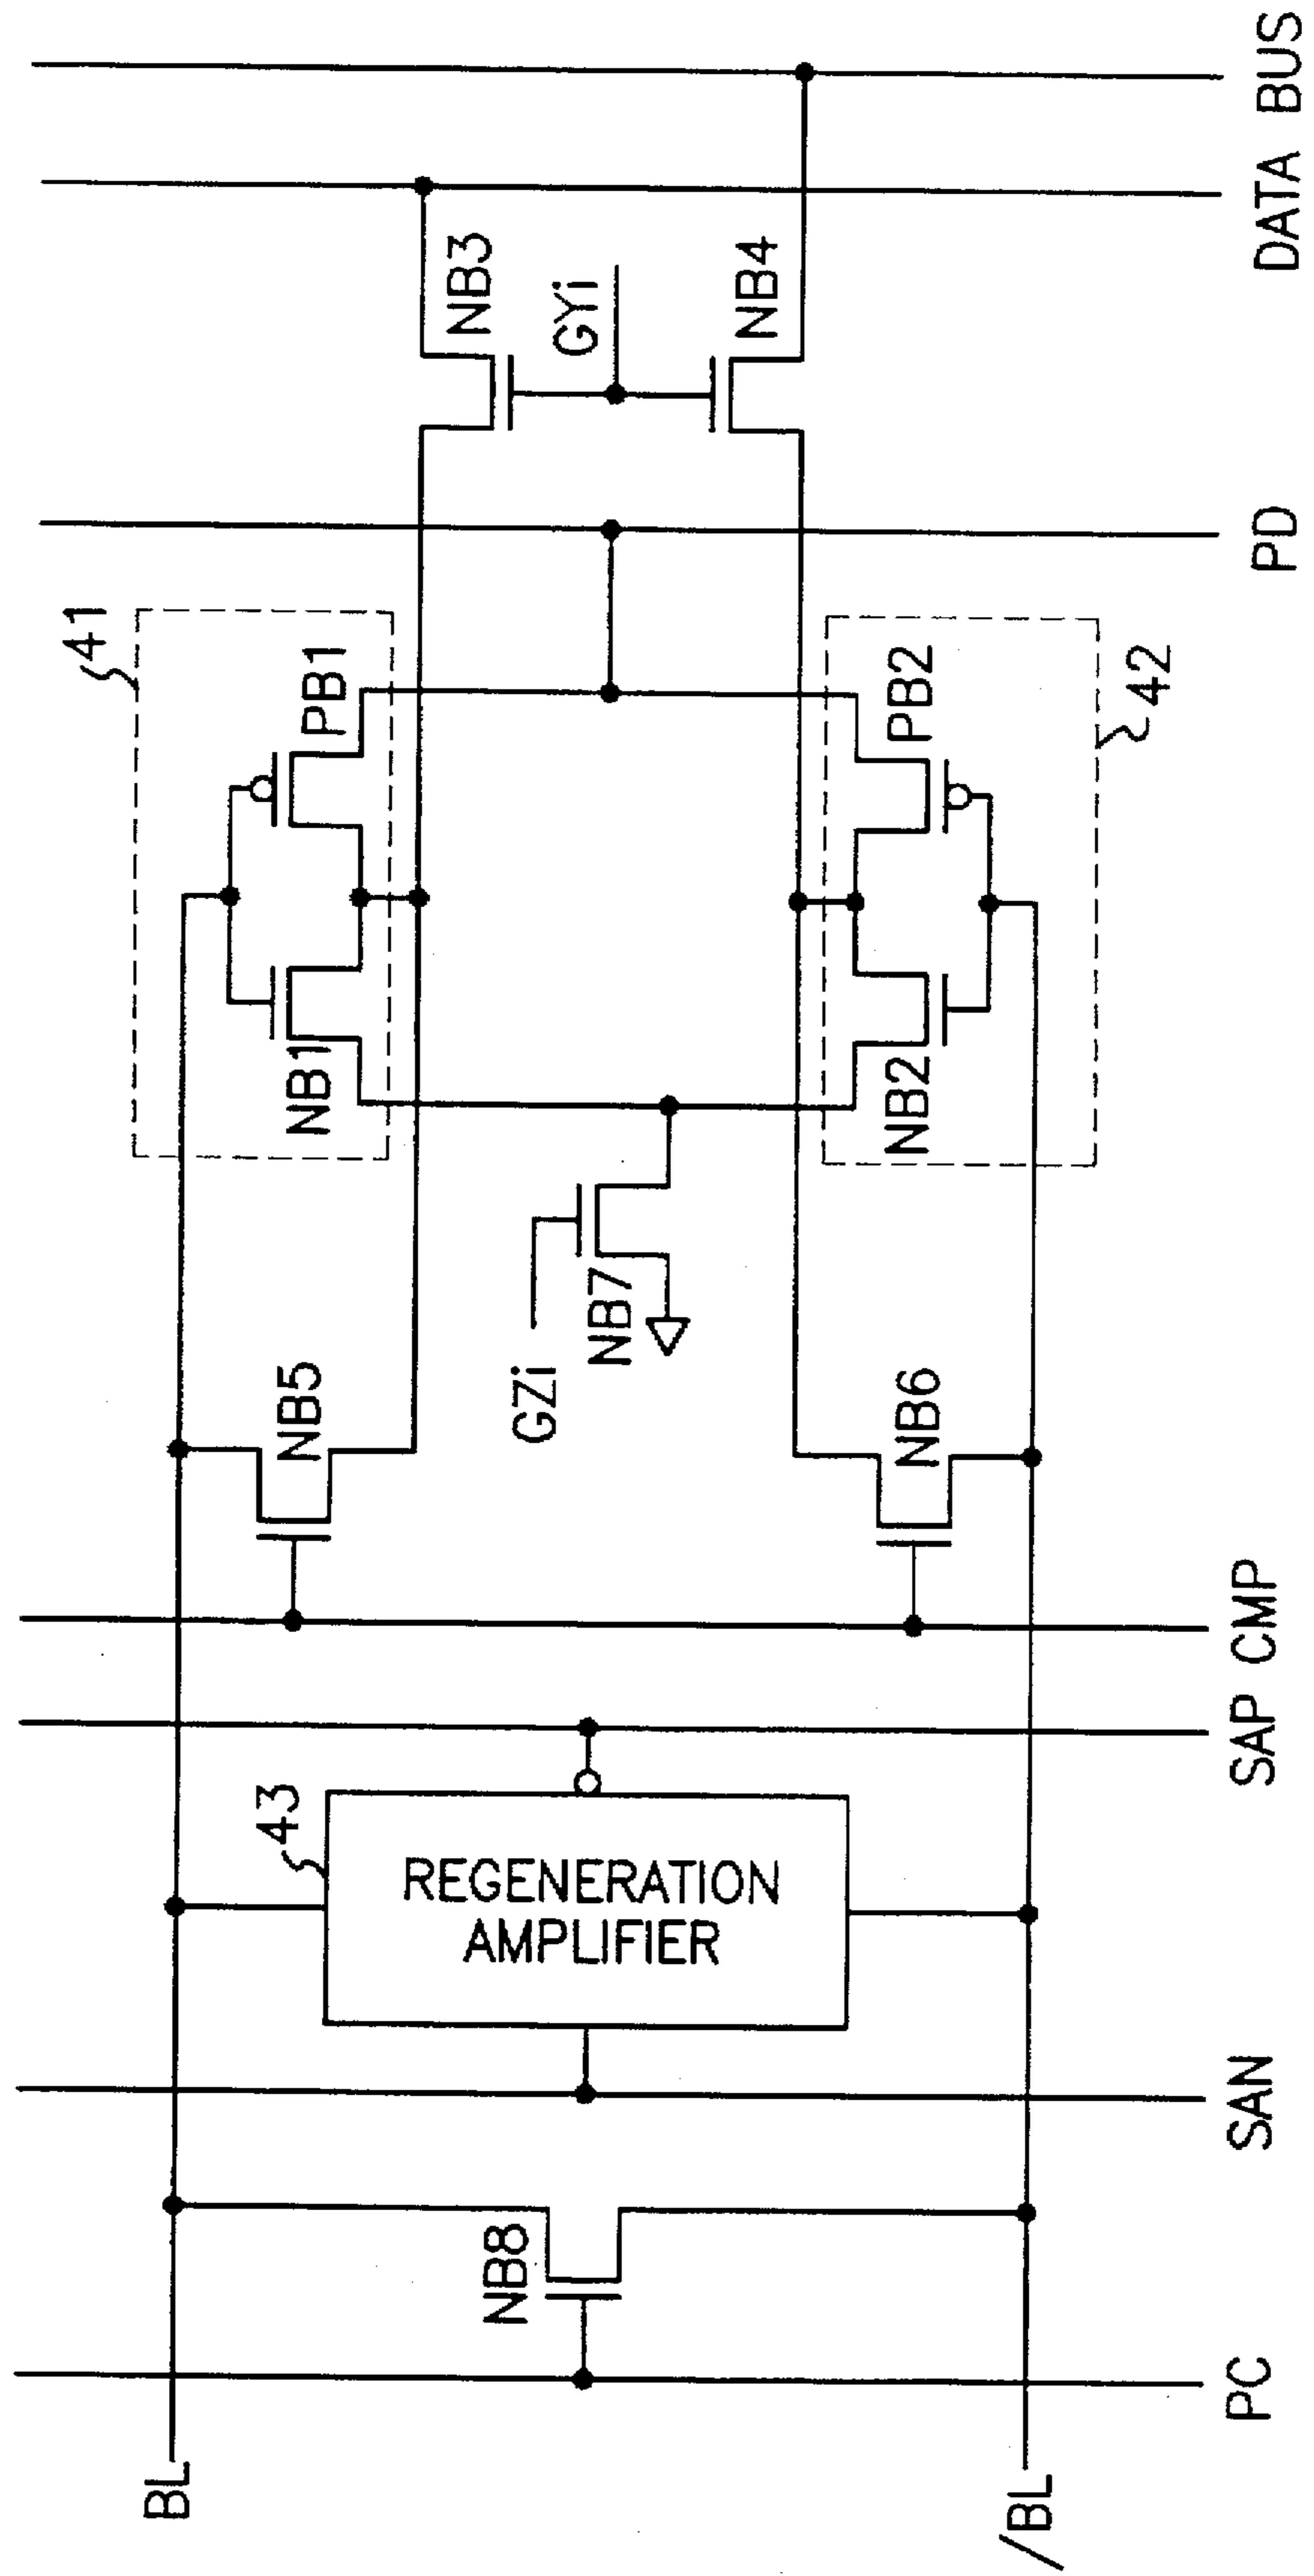 41
PB1
NB1
NB5
43
REGENERATION
AMPLIFIER
NB8
NB3
GYi
NB4
GZi
NB7
PB2
NB2
42
NB6
BL
/BL
PC
SAN
SAP
CMP
PD
DATA BUS